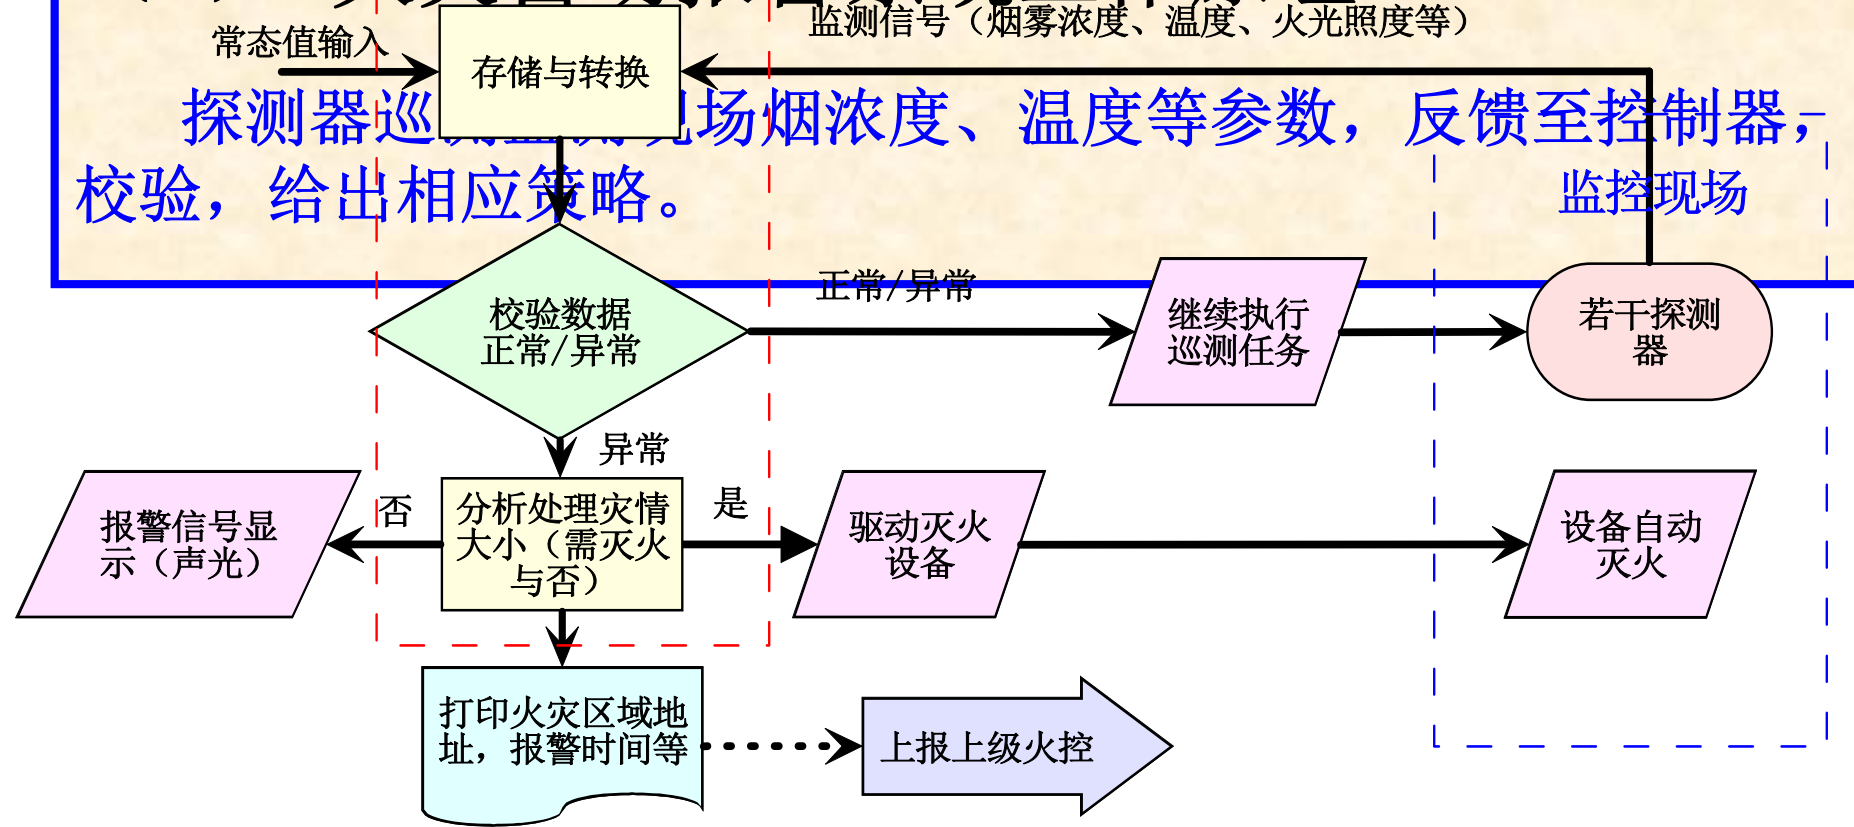 监测信号（烟雾浓度、温度、火光照度等）
常态值输入
存储与转换
探测器巡 场烟浓度、温度等参数，反馈至控制器，
校验，给出相应策略。
监控现场
正常/异常
校验数据
正常/异常
继续执行
巡测任务
若干探测
器
异常
否
是
报警信号显
示（声光）
分析处理灾情
大小（需灭火
与否）
驱动灭火
设备
设备自动
灭火
打印火灾区域地
址，报警时间等
上报上级火控